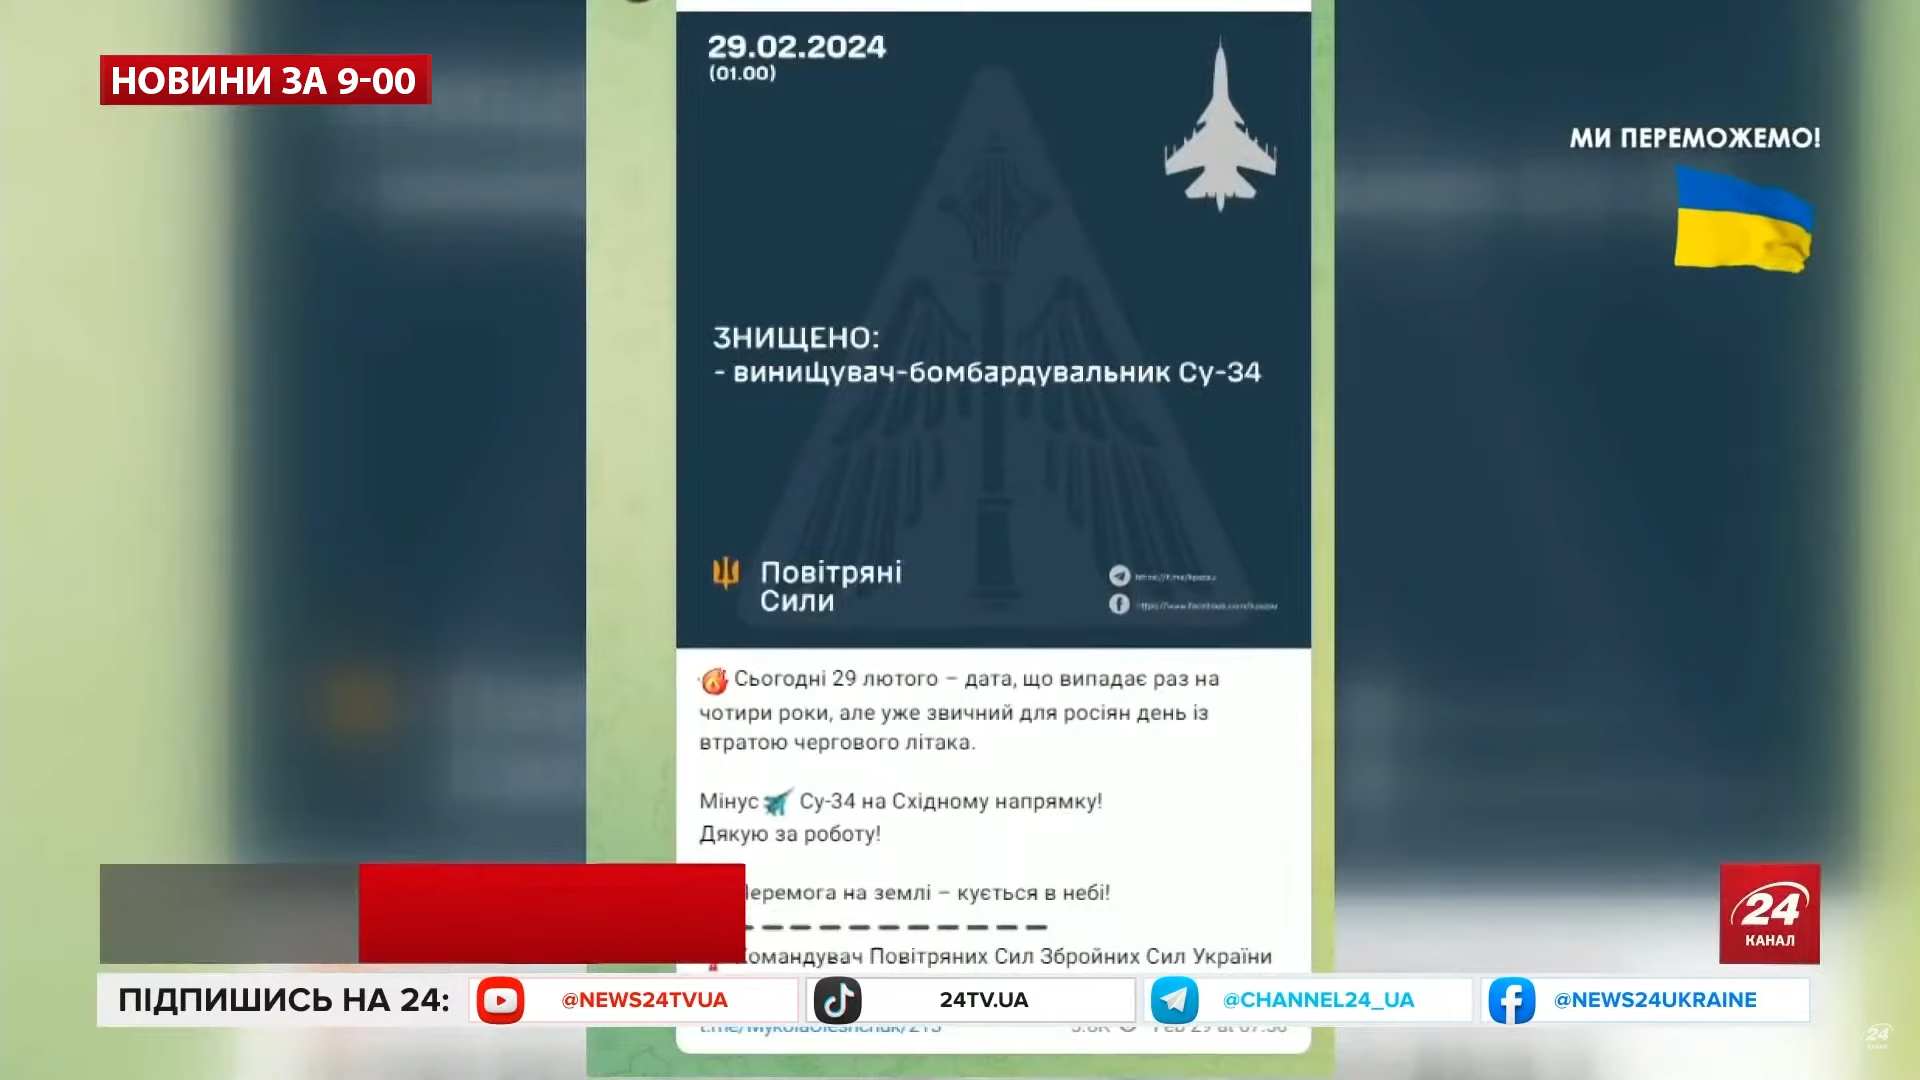 НОВИНИ ЗА 9-00
29.02.2024
(01.00)
МИ ПЕРЕМОЖЕМО!
ЗНИЩЕНО:
- винищувач-бомбардувальник Су-34
Повітряні
Сили
Сьогодні 29 лютого – дата, що випадає раз на
чотири роки, але уже звичний для росіян день із
втратою чергового літака.
Мінус Су-34 на Східному напрямку!
Дякую за роботу!
на землі – кується в небі!
Повітряних Сил Збройних Сил України
24
КАНАЛ
ПІДПИШИСЬ НА 24:
@NEWS24TVUA
24TV.UA
@CHANNEL24_UA
@NEWS24UKRAINE
24